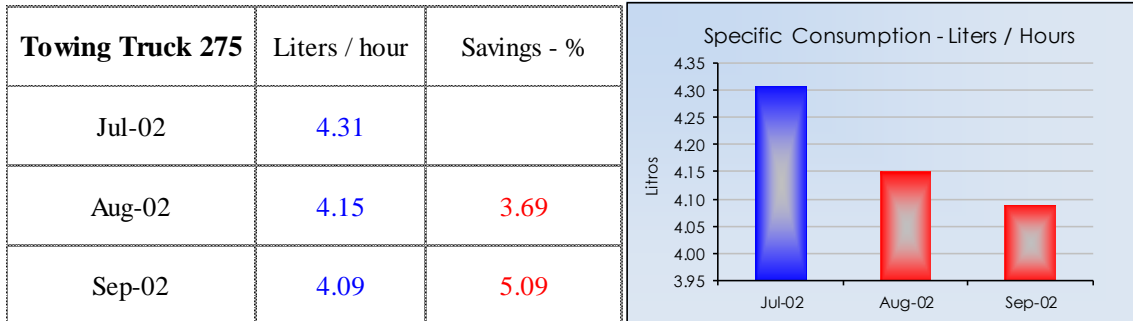 Towing Truck 275 Liters / hour Savings - %
Jul-02 4.31
Aug-02 4.15 3.69
Sep-02 4.09 5.09
Specific Consumption - Liters / Hours
Litros
4.35
4.30
4.25
4.20
4.15
4.10
4.05
4.00
3.95
Jul-02 Aug-02 Sep-02